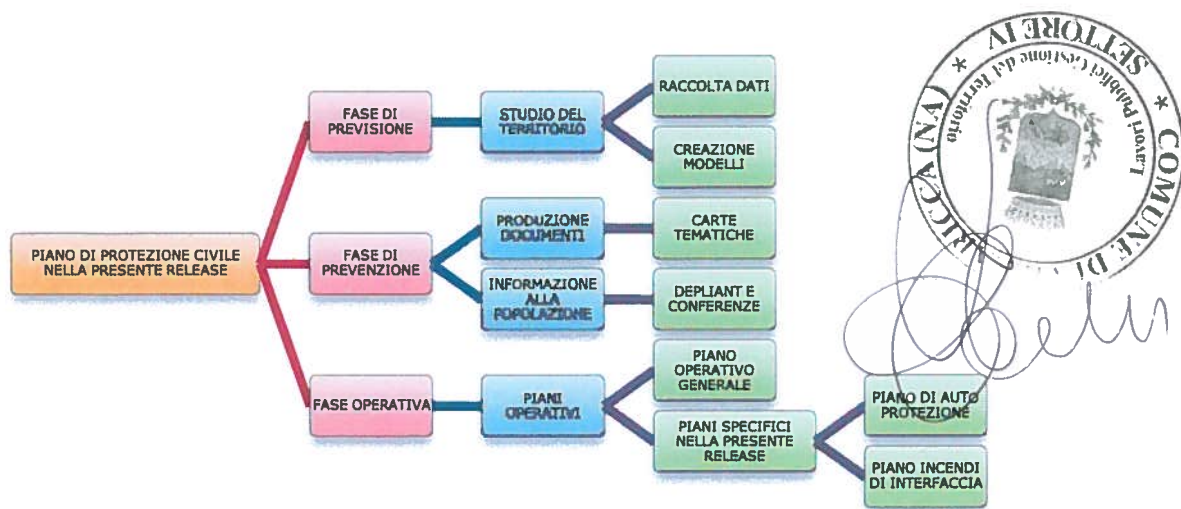 PIANO DI PROTEZIONE CIVILE
NELLA PRESENTE RELEASE
FASE DI
PREVISIONE
STUDIO DEL
TERRITORIO
RACCOLTA DATI
CREAZIONE
MODELLI
FASE DI
PREVENZIONE
PRODUZIONE
DOCUMENTI
CARTE
TEMATICHE
INFORMAZIONE
ALLA
POPOLAZIONE
DEPLIANT E
CONFERENZE
FASE OPERATIVA
PIANI
OPERATIVI
PIANO
OPERATIVO
GENERALE
PIANI SPECIFICI
NELLA PRESENTE
RELEASE
PIANO DI AUTO
PROTEZIONE
PIANO INCENDI
DI INTERFACCIA
* COMUNE DI RICCA (NA) *
SETTORE IV
Lavori Pubblici Gestione del Territorio